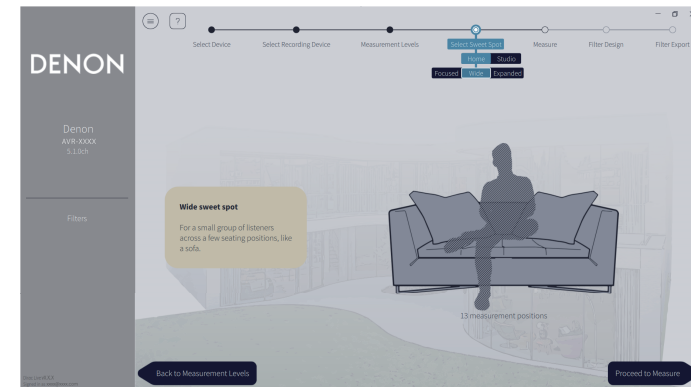 DENON
?
Select Device
Select Recording Device
Measurement Levels
Select Sweet Spot
Measure
Filter Design
Filter Export
Home Studio
Focused Wide Expanded
Denon
AVR-XXXX
5.1.0ch
Filters
Wide sweet spot
For a small group of listeners
across a few seating positions, like
a sofa.
13 measurement positions
Back to Measurement Levels
Proceed to Measure